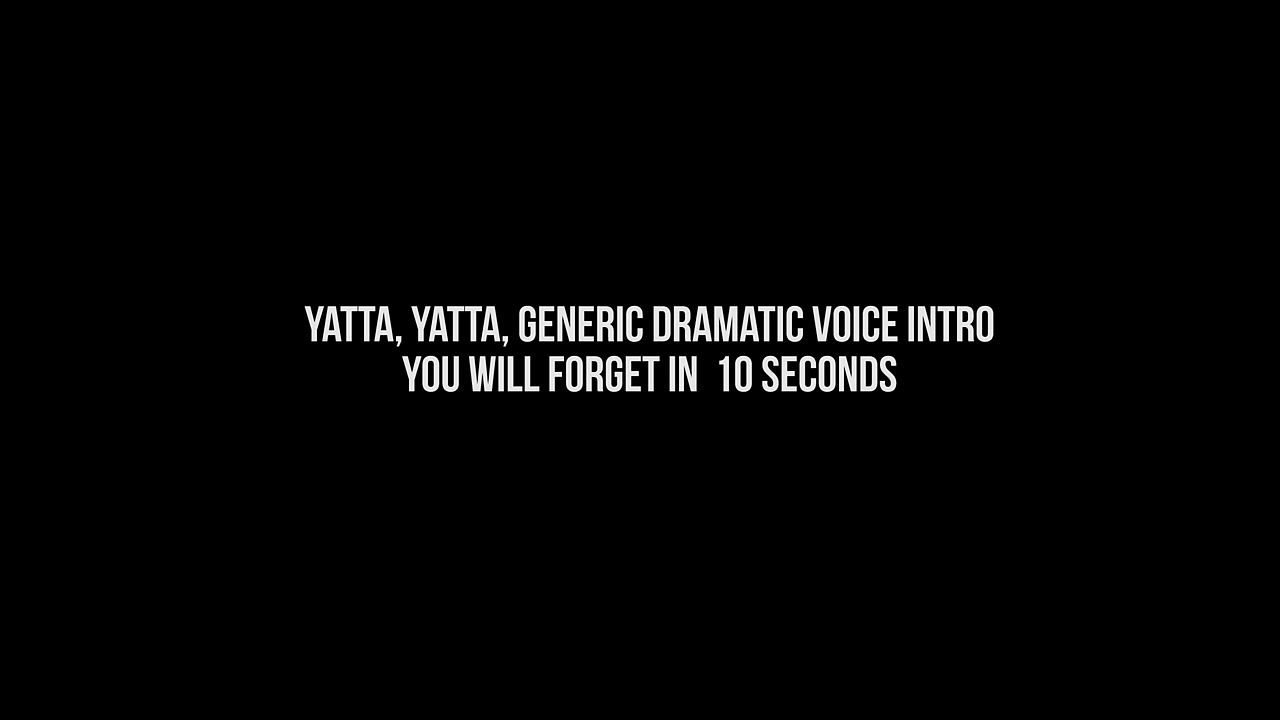 YATTA, YATTA, GENERIC DRAMATIC VOICE INTRO
YOU WILL FORGET IN  10 SECONDS